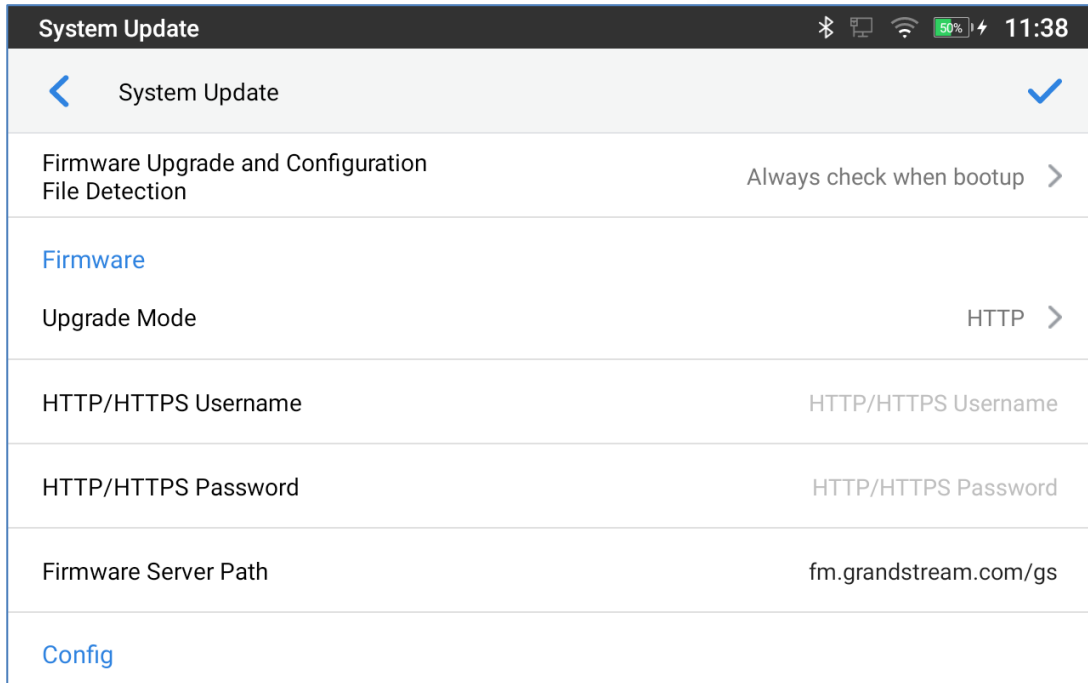 System Update
50%
11:38
System Update
Firmware Upgrade and Configuration
File Detection
Always check when bootup
Firmware
Upgrade Mode
HTTP
HTTP/HTTPS Username
HTTP/HTTPS Username
HTTP/HTTPS Password
HTTP/HTTPS Password
Firmware Server Path
fm.grandstream.com/gs
Config